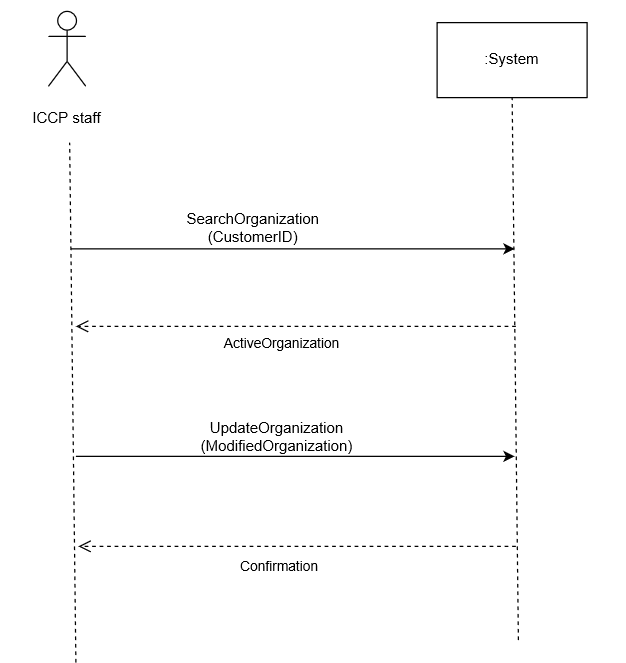 :System
ICCP staff
SearchOrganization
(CustomerID)
ActiveOrganization
UpdateOrganization
(ModifiedOrganization)
Confirmation